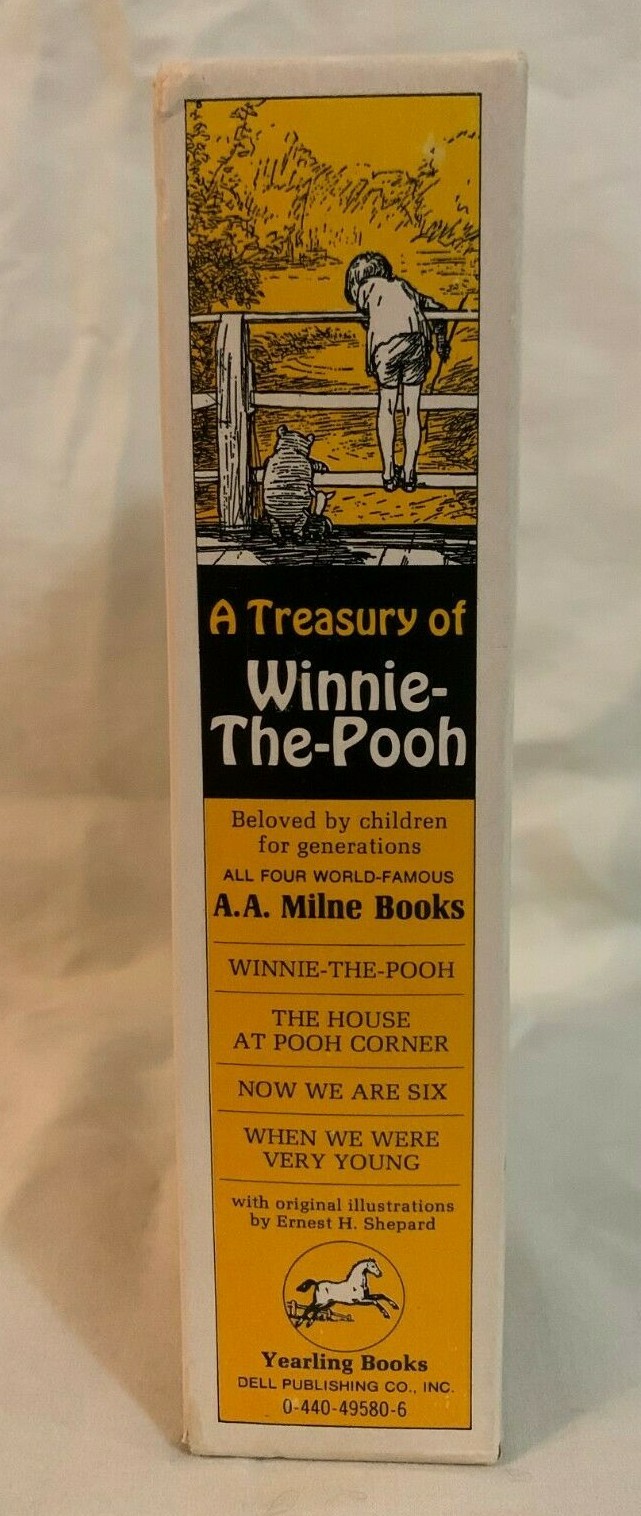 A Treasury of
Winnie-
The-Pooh
Beloved by children
for generations
ALL FOUR WORLD-FAMOUS
A.A. Milne Books
WINNIE-THE-POOH
THE HOUSE
AT POOH CORNER
NOW WE ARE SIX
WHEN WE WERE
VERY YOUNG
with original illustrations
by Ernest H. Shepard
Yearling Books
DELL PUBLISHING CO., INC.
0-440-49580-6